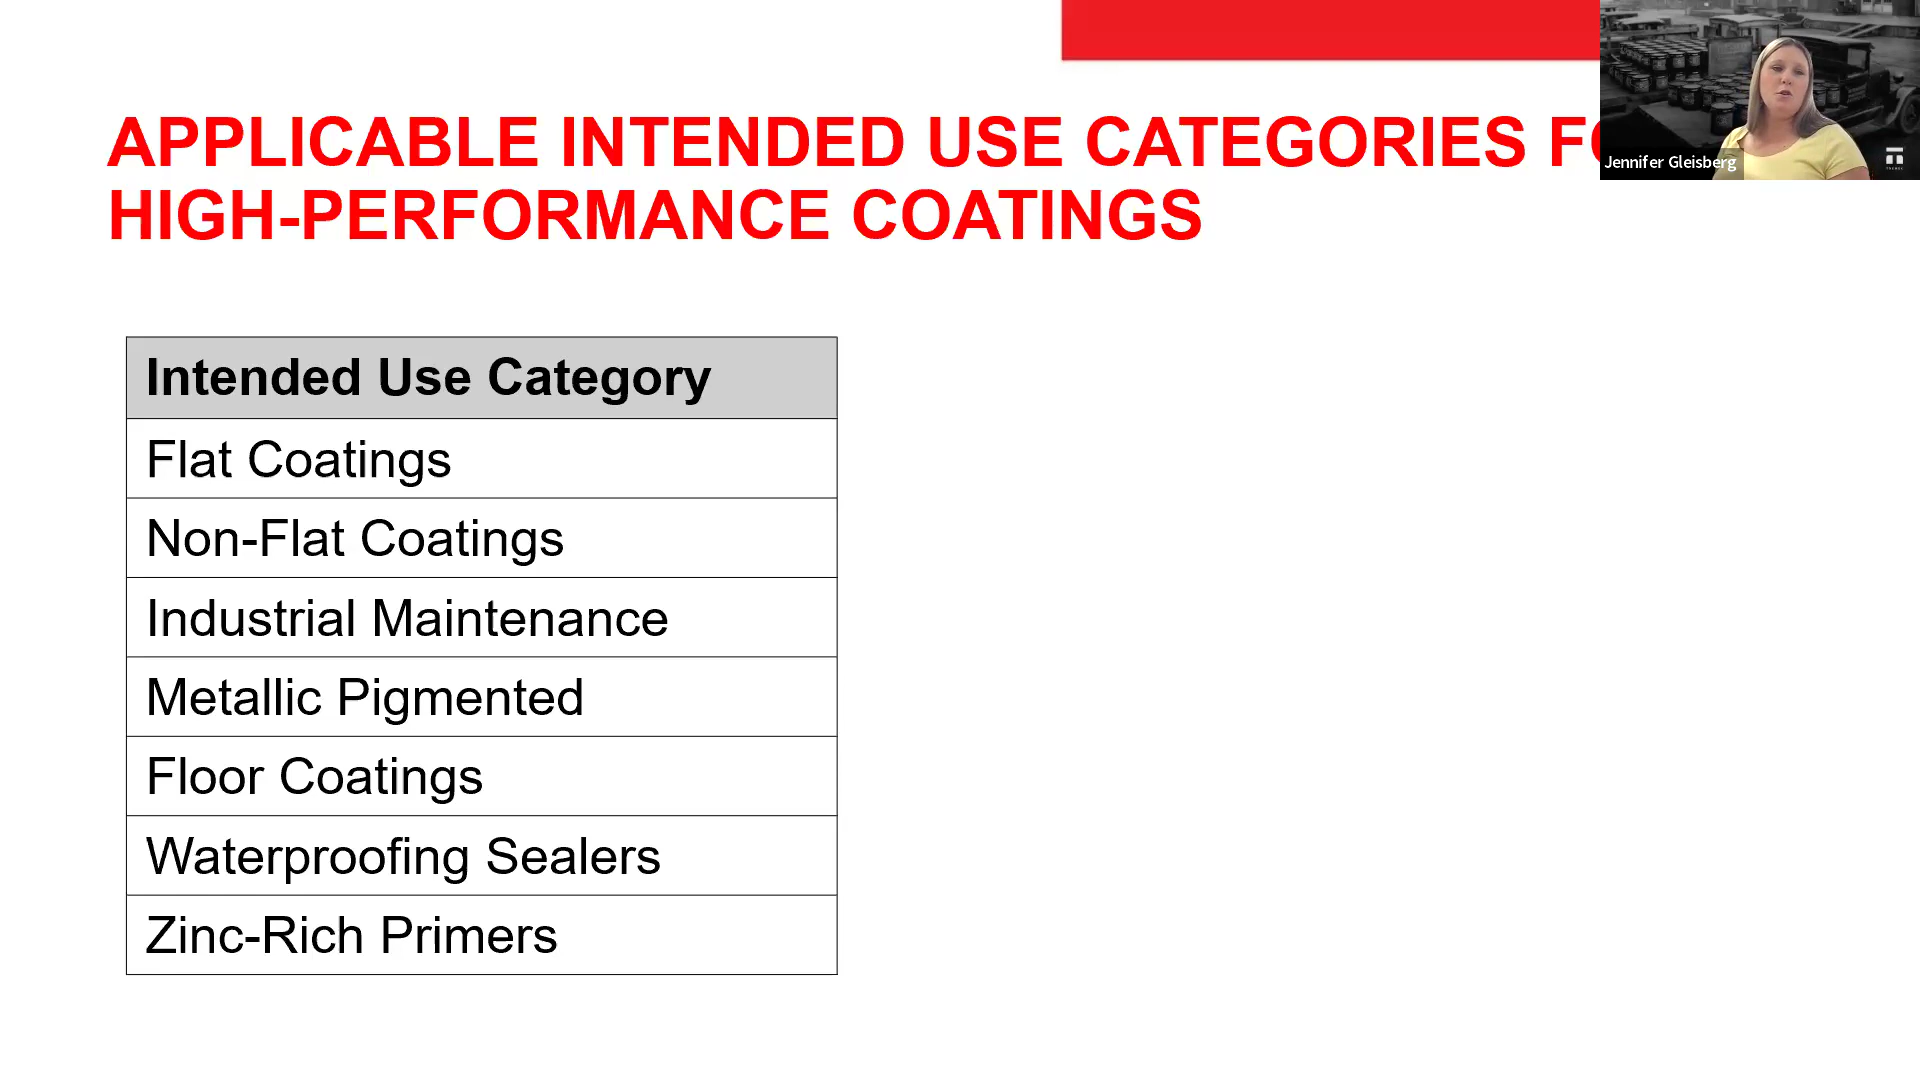 APPLICABLE INTENDED USE CATEGORIES
HIGH-PERFORMANCE COATINGS
Jennifer Gleisberg
Intended Use Category
Flat Coatings
Non-Flat Coatings
Industrial Maintenance
Metallic Pigmented
Floor Coatings
Waterproofing Sealers
Zinc-Rich Primers